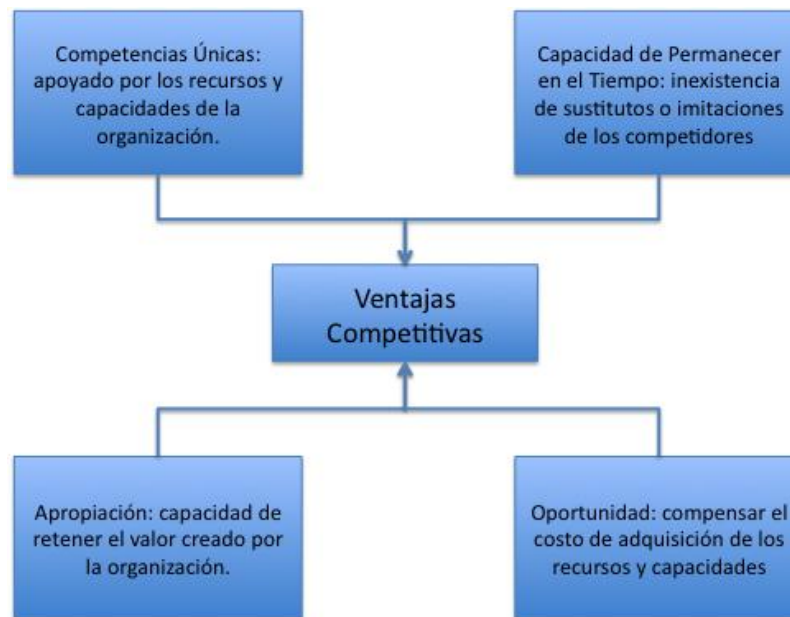 Competencias Únicas:
apoyado por los recursos y
capacidades de la
organización.
Capacidad de Permanecer
en el Tiempo: inexistencia
de sustitutos o imitaciones
de los competidores
Ventajas
Competitivas
Apropiación: capacidad de
retener el valor creado por
la organización.
Oportunidad: compensar el
costo de adquisición de los
recursos y capacidades